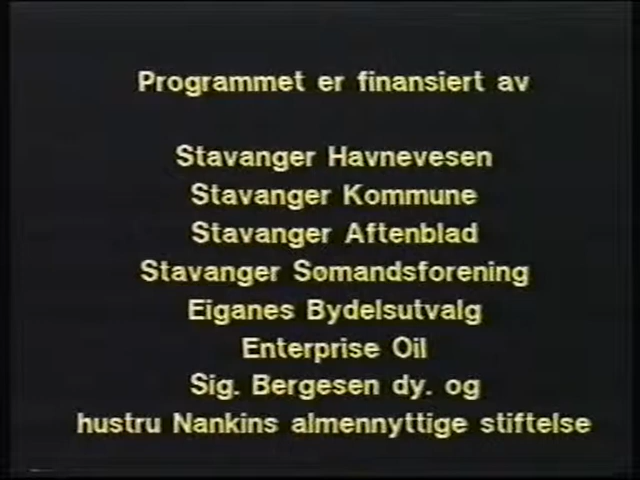 Programmet er finansiert av
Stavanger Havnevesen
Stavanger Kommune
Stavanger Aftenblad
Stavanger Sømandsforening
Eiganes Bydelsutvalg
Enterprise Oil
Sig. Bergesen dy. og
hustru Nankins almennyttige stiftelse